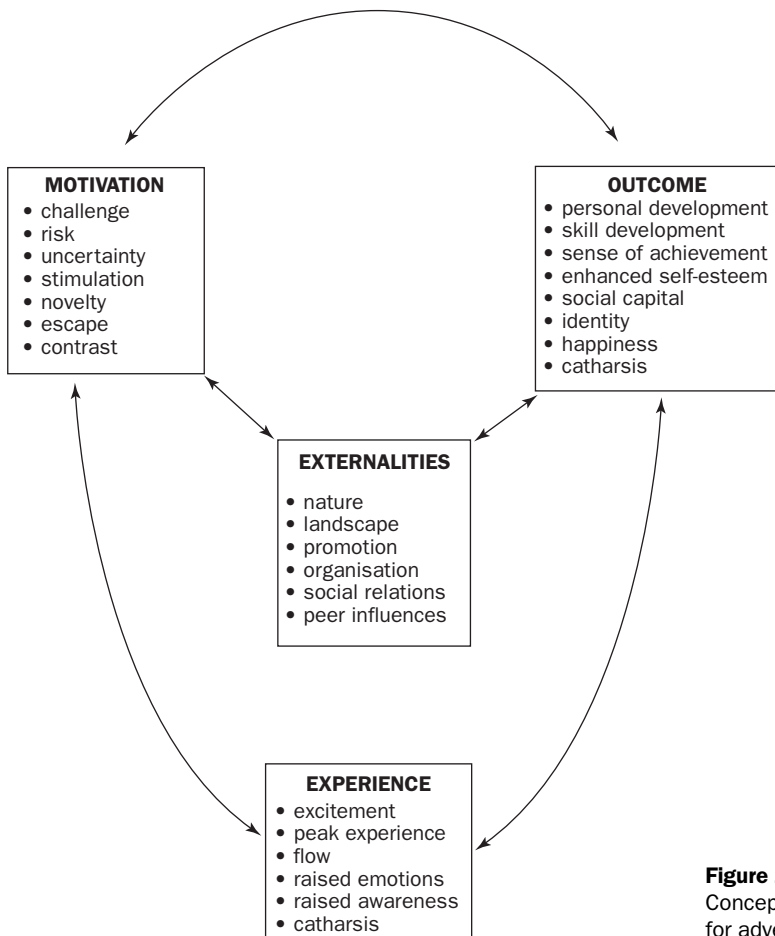 MOTIVATION
• challenge
• risk
• uncertainty
• stimulation
• novelty
• escape
• contrast
OUTCOME
• personal development
• skill development
• sense of achievement
• enhanced self-esteem
• social capital
• identity
• happiness
• catharsis
EXTERNALITIES
• nature
• landscape
• promotion
• organisation
• social relations
• peer influences
EXPERIENCE
• excitement
• peak experience
• flow
• raised emotions
• raised awareness
• catharsis
Figure
for